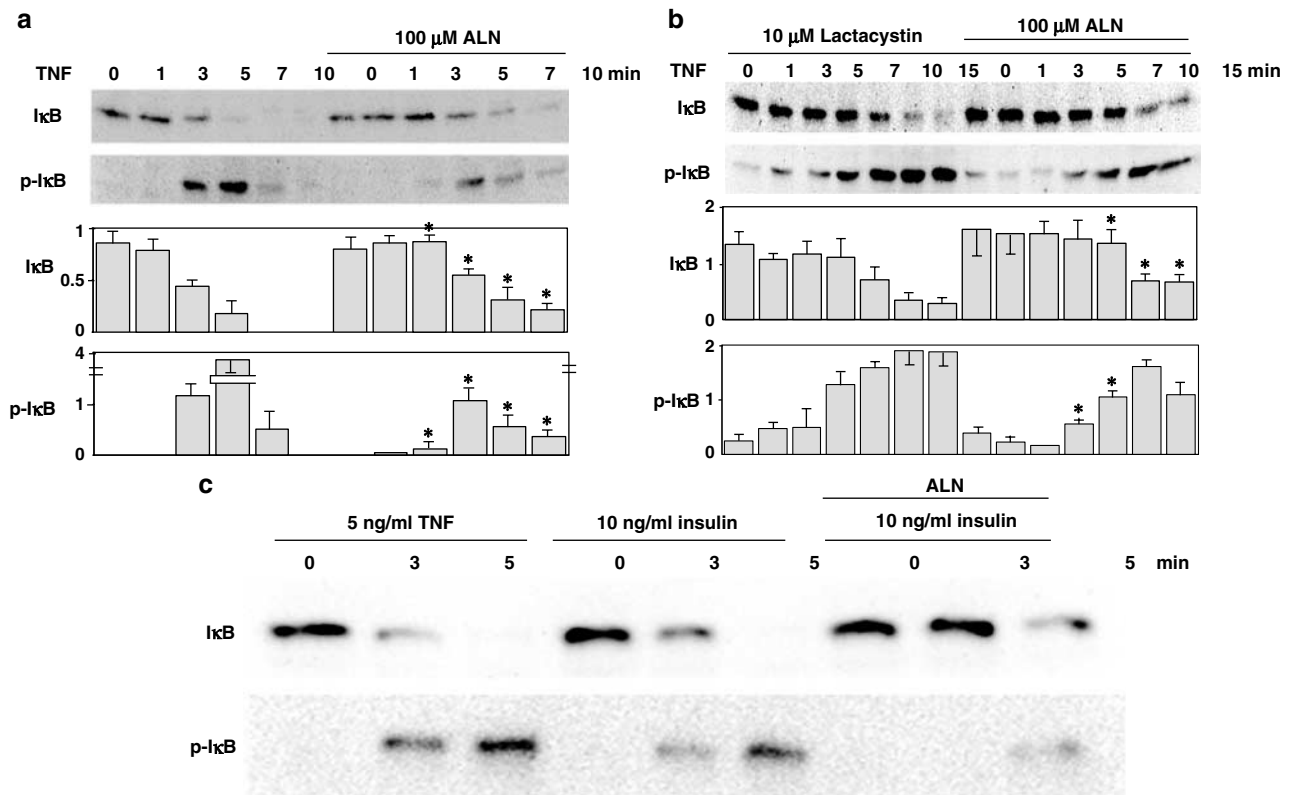 a
100 μM ALN
TNF 0 1 3 5 7 10 0 1 3 5 7 10 min
IκB
p-IκB
1
* * * *
IκB
0.5
0
4
p-IκB
1
* * * *
0
b
10 μM Lactacystin 100 μM ALN
TNF 0 1 3 5 7 10 15 0 1 3 5 7 10 15 min
IκB
p-IκB
2
* * *
IκB
1
0
2
* *
p-IκB
1
0
c
ALN
5 ng/ml TNF 10 ng/ml insulin 10 ng/ml insulin
0 3 5 0 3 5 0 3 5 min
IκB
p-IκB